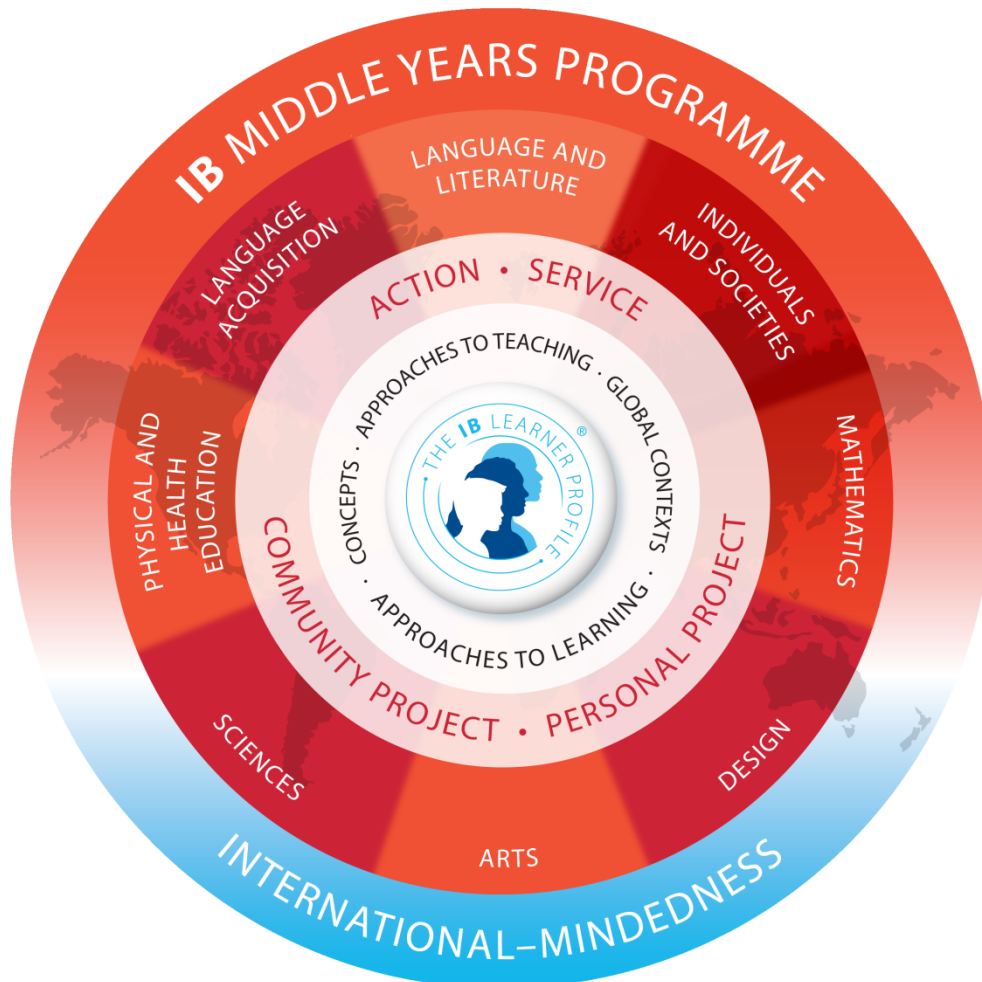 IB MIDDLE YEARS PROGRAMME
LANGUAGE AND
LITERATURE
INDIVIDUALS
AND SOCIETIES
MATHEMATICS
DESIGN
ARTS
SCIENCES
PHYSICAL AND
HEALTH
EDUCATION
LANGUAGE
ACQUISITION
ACTION • SERVICE
PERSONAL PROJECT •
COMMUNITY PROJECT
APPROACHES TO TEACHING · GLOBAL CONTEXTS ·
APPROACHES TO LEARNING · CONCEPTS ·
• THE IB LEARNER PROFILE •
®
INTERNATIONAL–MINDEDNESS